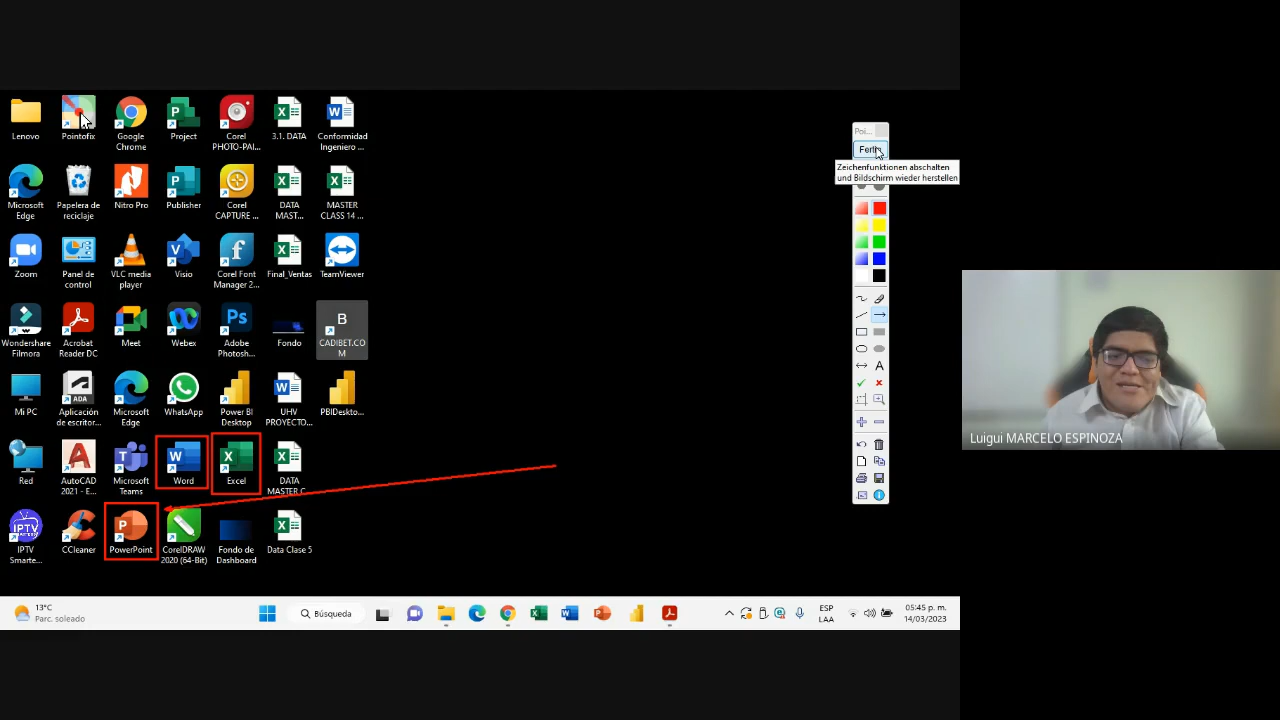 Lenovo
Pointofix
Google
Chrome
Project
Corel
PHOTO-PAI...
3.1. DATA
Conformidad
Ingeniero ...
Microsoft
Edge
Papelera de
reciclaje
Nitro Pro
Publisher
Corel
CAPTURE ...
DATA
MAST...
MASTER
CLASS 14 ...
Zoom
Panel de
control
VLC media
player
Visio
Corel Font
Manager 2...
Final_Ventas
TeamViewer
Wondershare
Filmora
Acrobat
Reader DC
Meet
Webex
Ps
Adobe
Photosh...
Fondo
B
CADIBET.CO
M
Mi PC
ADA
Aplicación
de escritor...
Microsoft
Edge
WhatsApp
Power BI
Desktop
UHV
PROYECTO...
PBIDeskto...
Red
AutoCAD
2021 - E...
Microsoft
Teams
Word
Excel
DATA
MASTER C...
IPTV
IPTV
Smarte...
CCleaner
PowerPoint
CorelDRAW
2020 (64-Bit)
Fondo de
Dashboard
Data Clase 5
Poi...
Zeichenfunktionen abschalten
und Bildschirm wieder herstellen
A
Luigui MARCELO ESPINOZA
13°C
Parc. soleado
Búsqueda
ESP
LAA
05:45 p. m.
14/03/2023